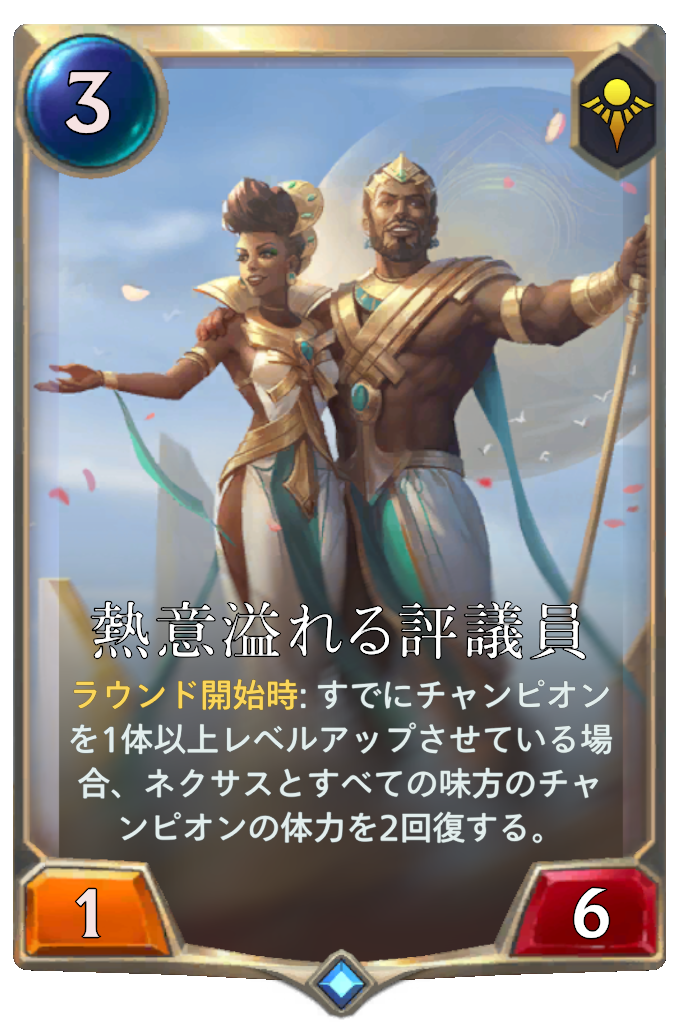 3
熱意溢れる評議員
ラウンド開始時: すでにチャンピオン
を1体以上レベルアップさせている場
合、ネクサスとすべての味方のチャ
ンピオンの体力を2回復する。
1
6